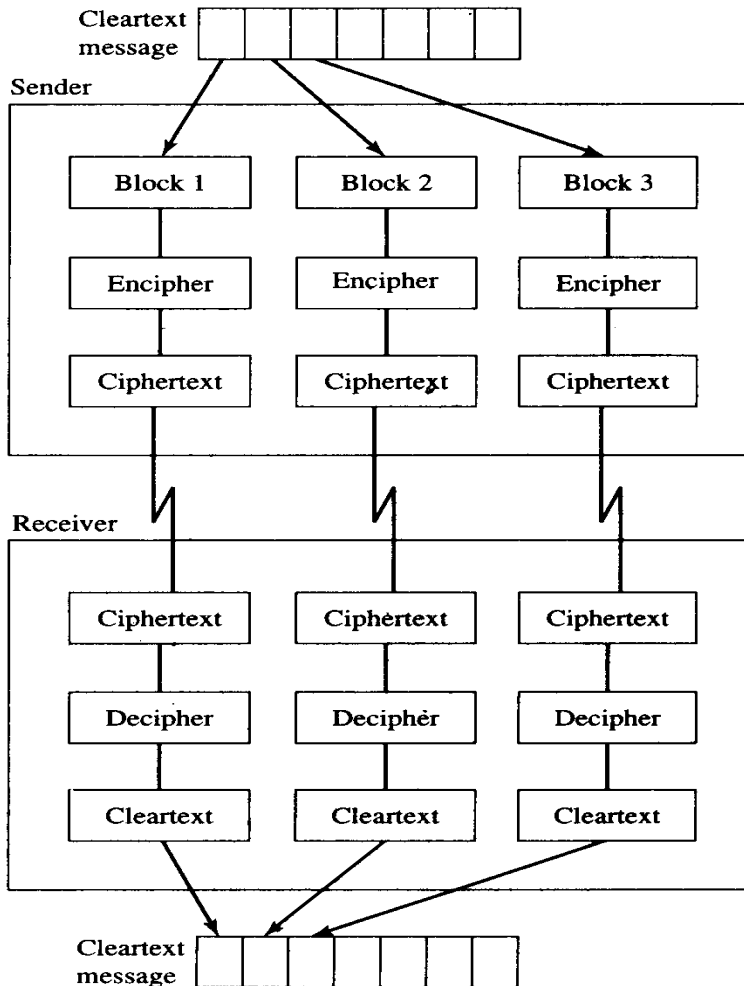 Cleartext
message
Sender
Block 1
Block 2
Block 3
Encipher
Encipher
Encipher
Ciphertext
Ciphertext
Ciphertext
Receiver
Ciphertext
Ciphertext
Ciphertext
Decipher
Decipher
Decipher
Cleartext
Cleartext
Cleartext
Cleartext
message